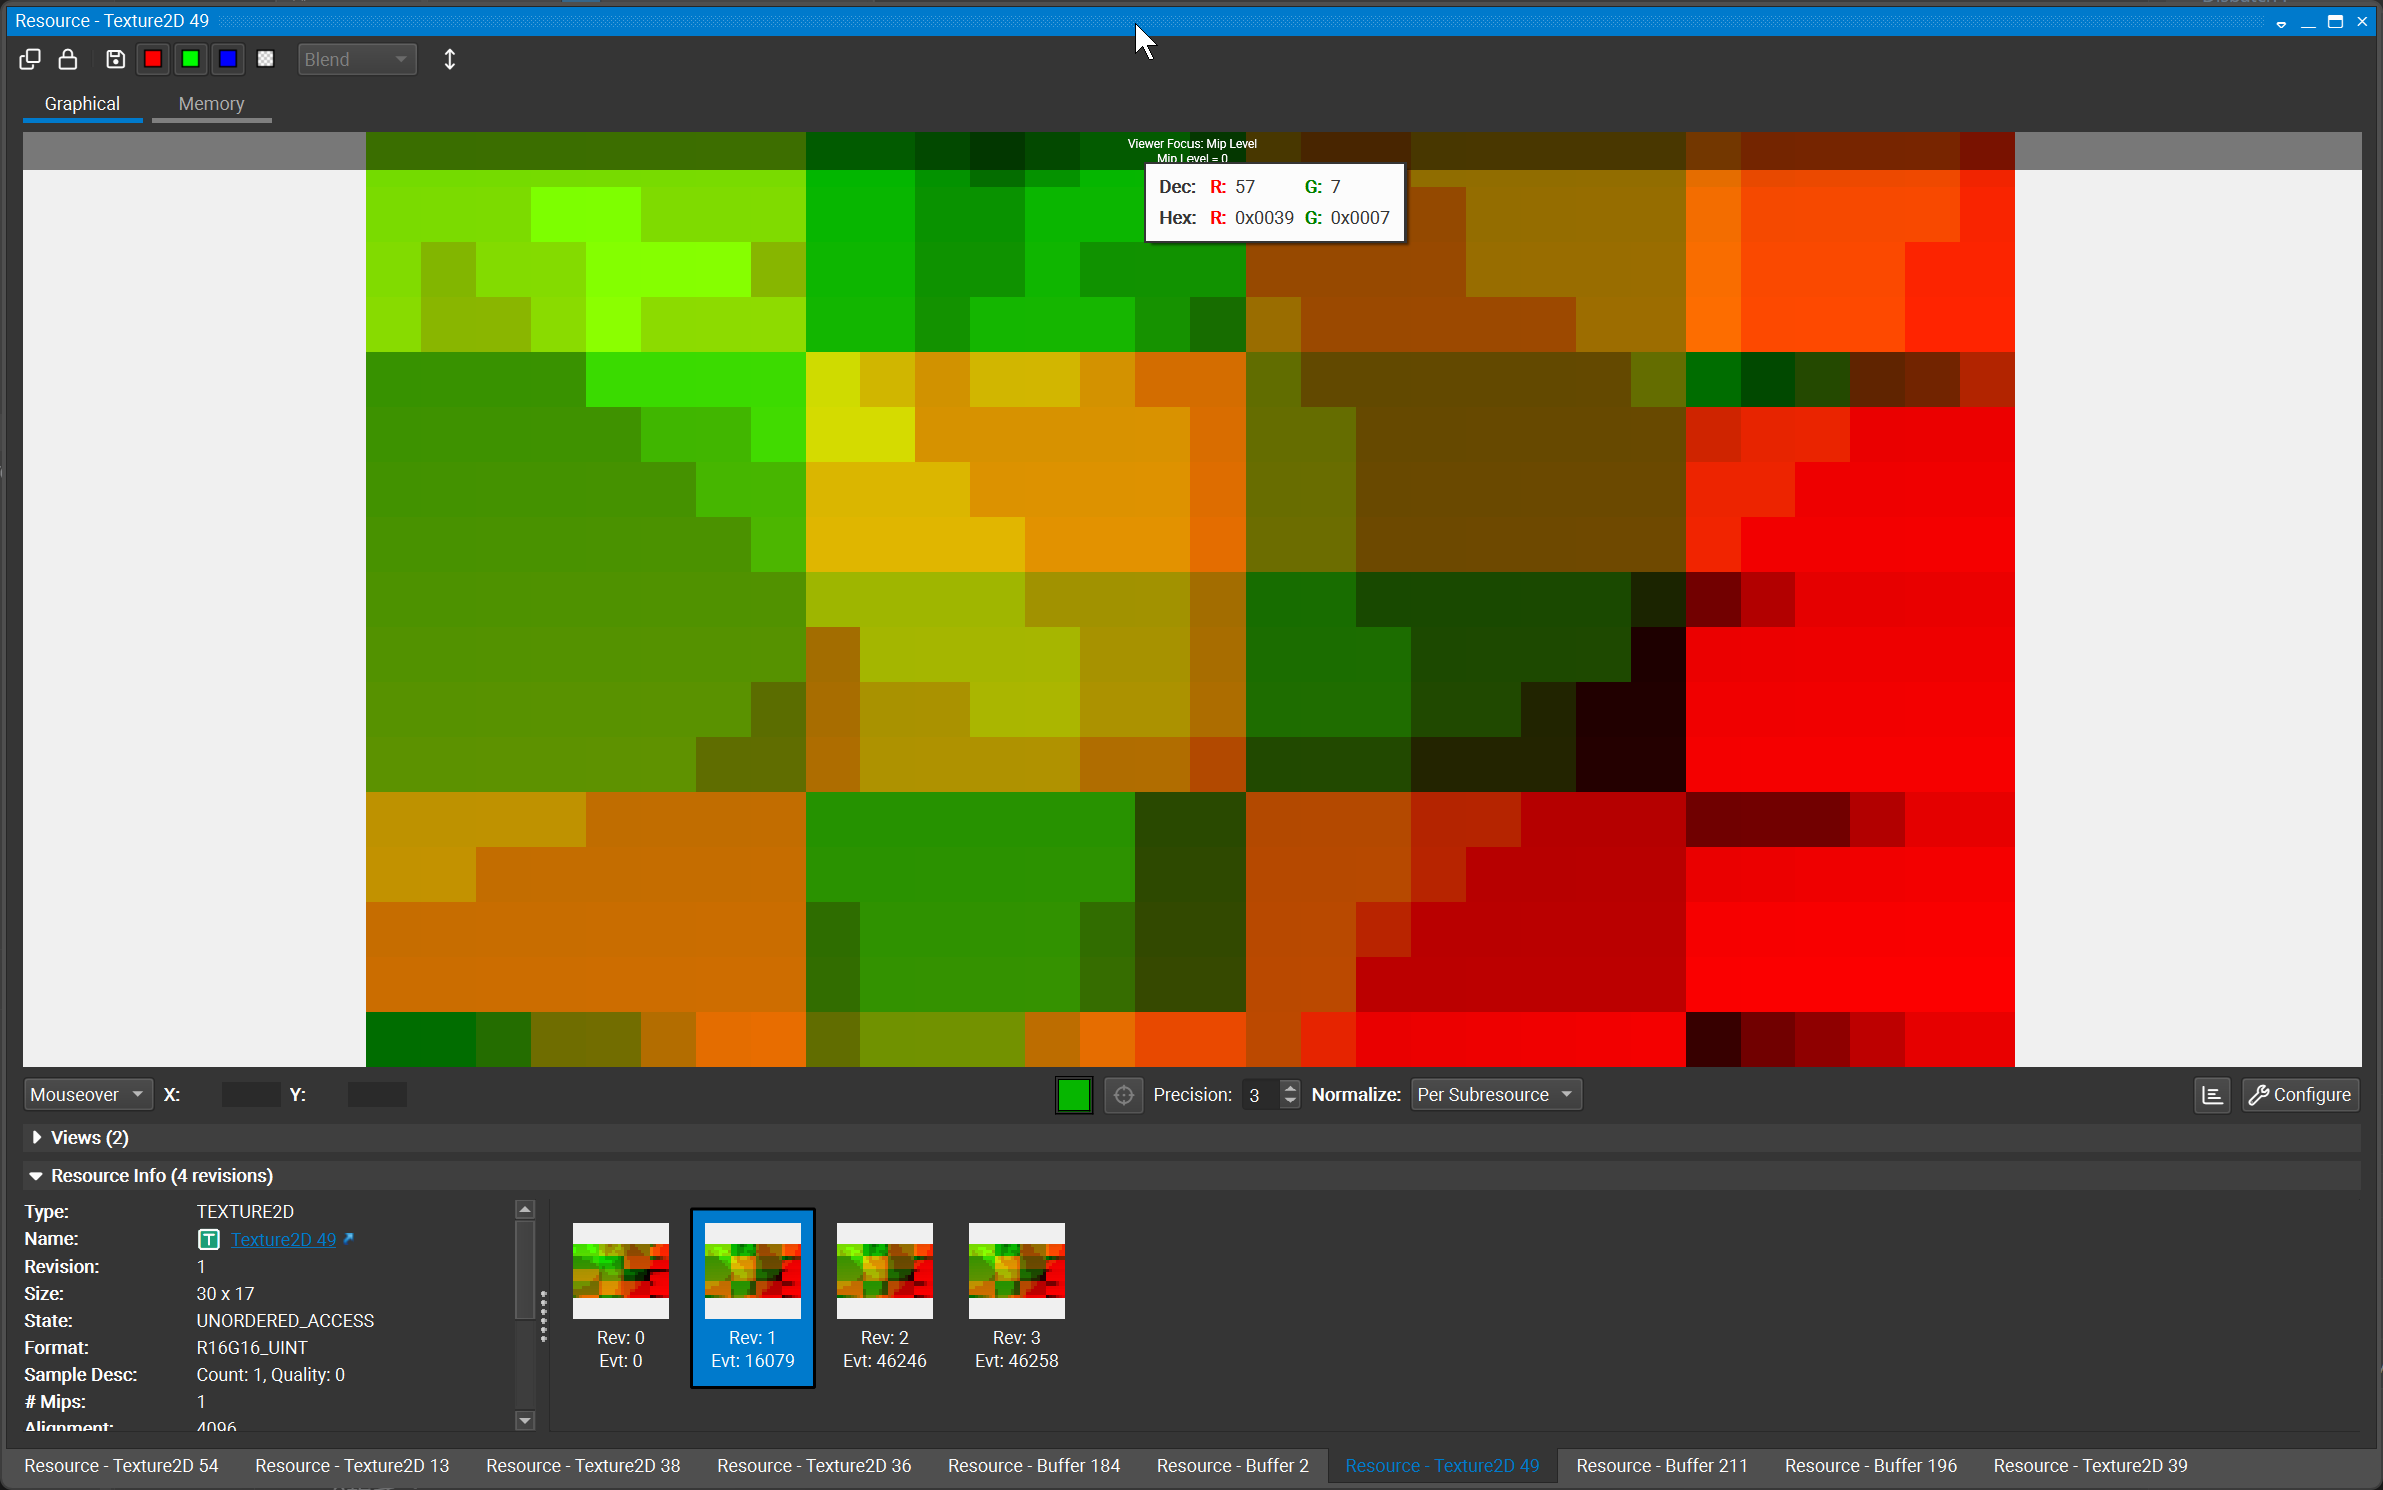 Resource - Texture2D 49
Blend
Graphical
Memory
Viewer Focus: Mip Level
Mip Level = 0
Dec: R: 57 G: 7
Hex: R: 0x0039 G: 0x0007
Mouseover X: Y: Precision: 3 Normalize: Per Subresource Configure
Views (2)
Resource Info (4 revisions)
Type: TEXTURE2D
Name: T Texture2D 49
Revision: 1
Size: 30 x 17
State: UNORDERED_ACCESS
Format: R16G16_UINT
Sample Desc: Count: 1, Quality: 0
# Mips: 1
Alignment: 4096
Rev: 0
Evt: 0
Rev: 1
Evt: 16079
Rev: 2
Evt: 46246
Rev: 3
Evt: 46258
Resource - Texture2D 54
Resource - Texture2D 13
Resource - Texture2D 38
Resource - Texture2D 36
Resource - Buffer 184
Resource - Buffer 2
Resource - Texture2D 49
Resource - Buffer 211
Resource - Buffer 196
Resource - Texture2D 39